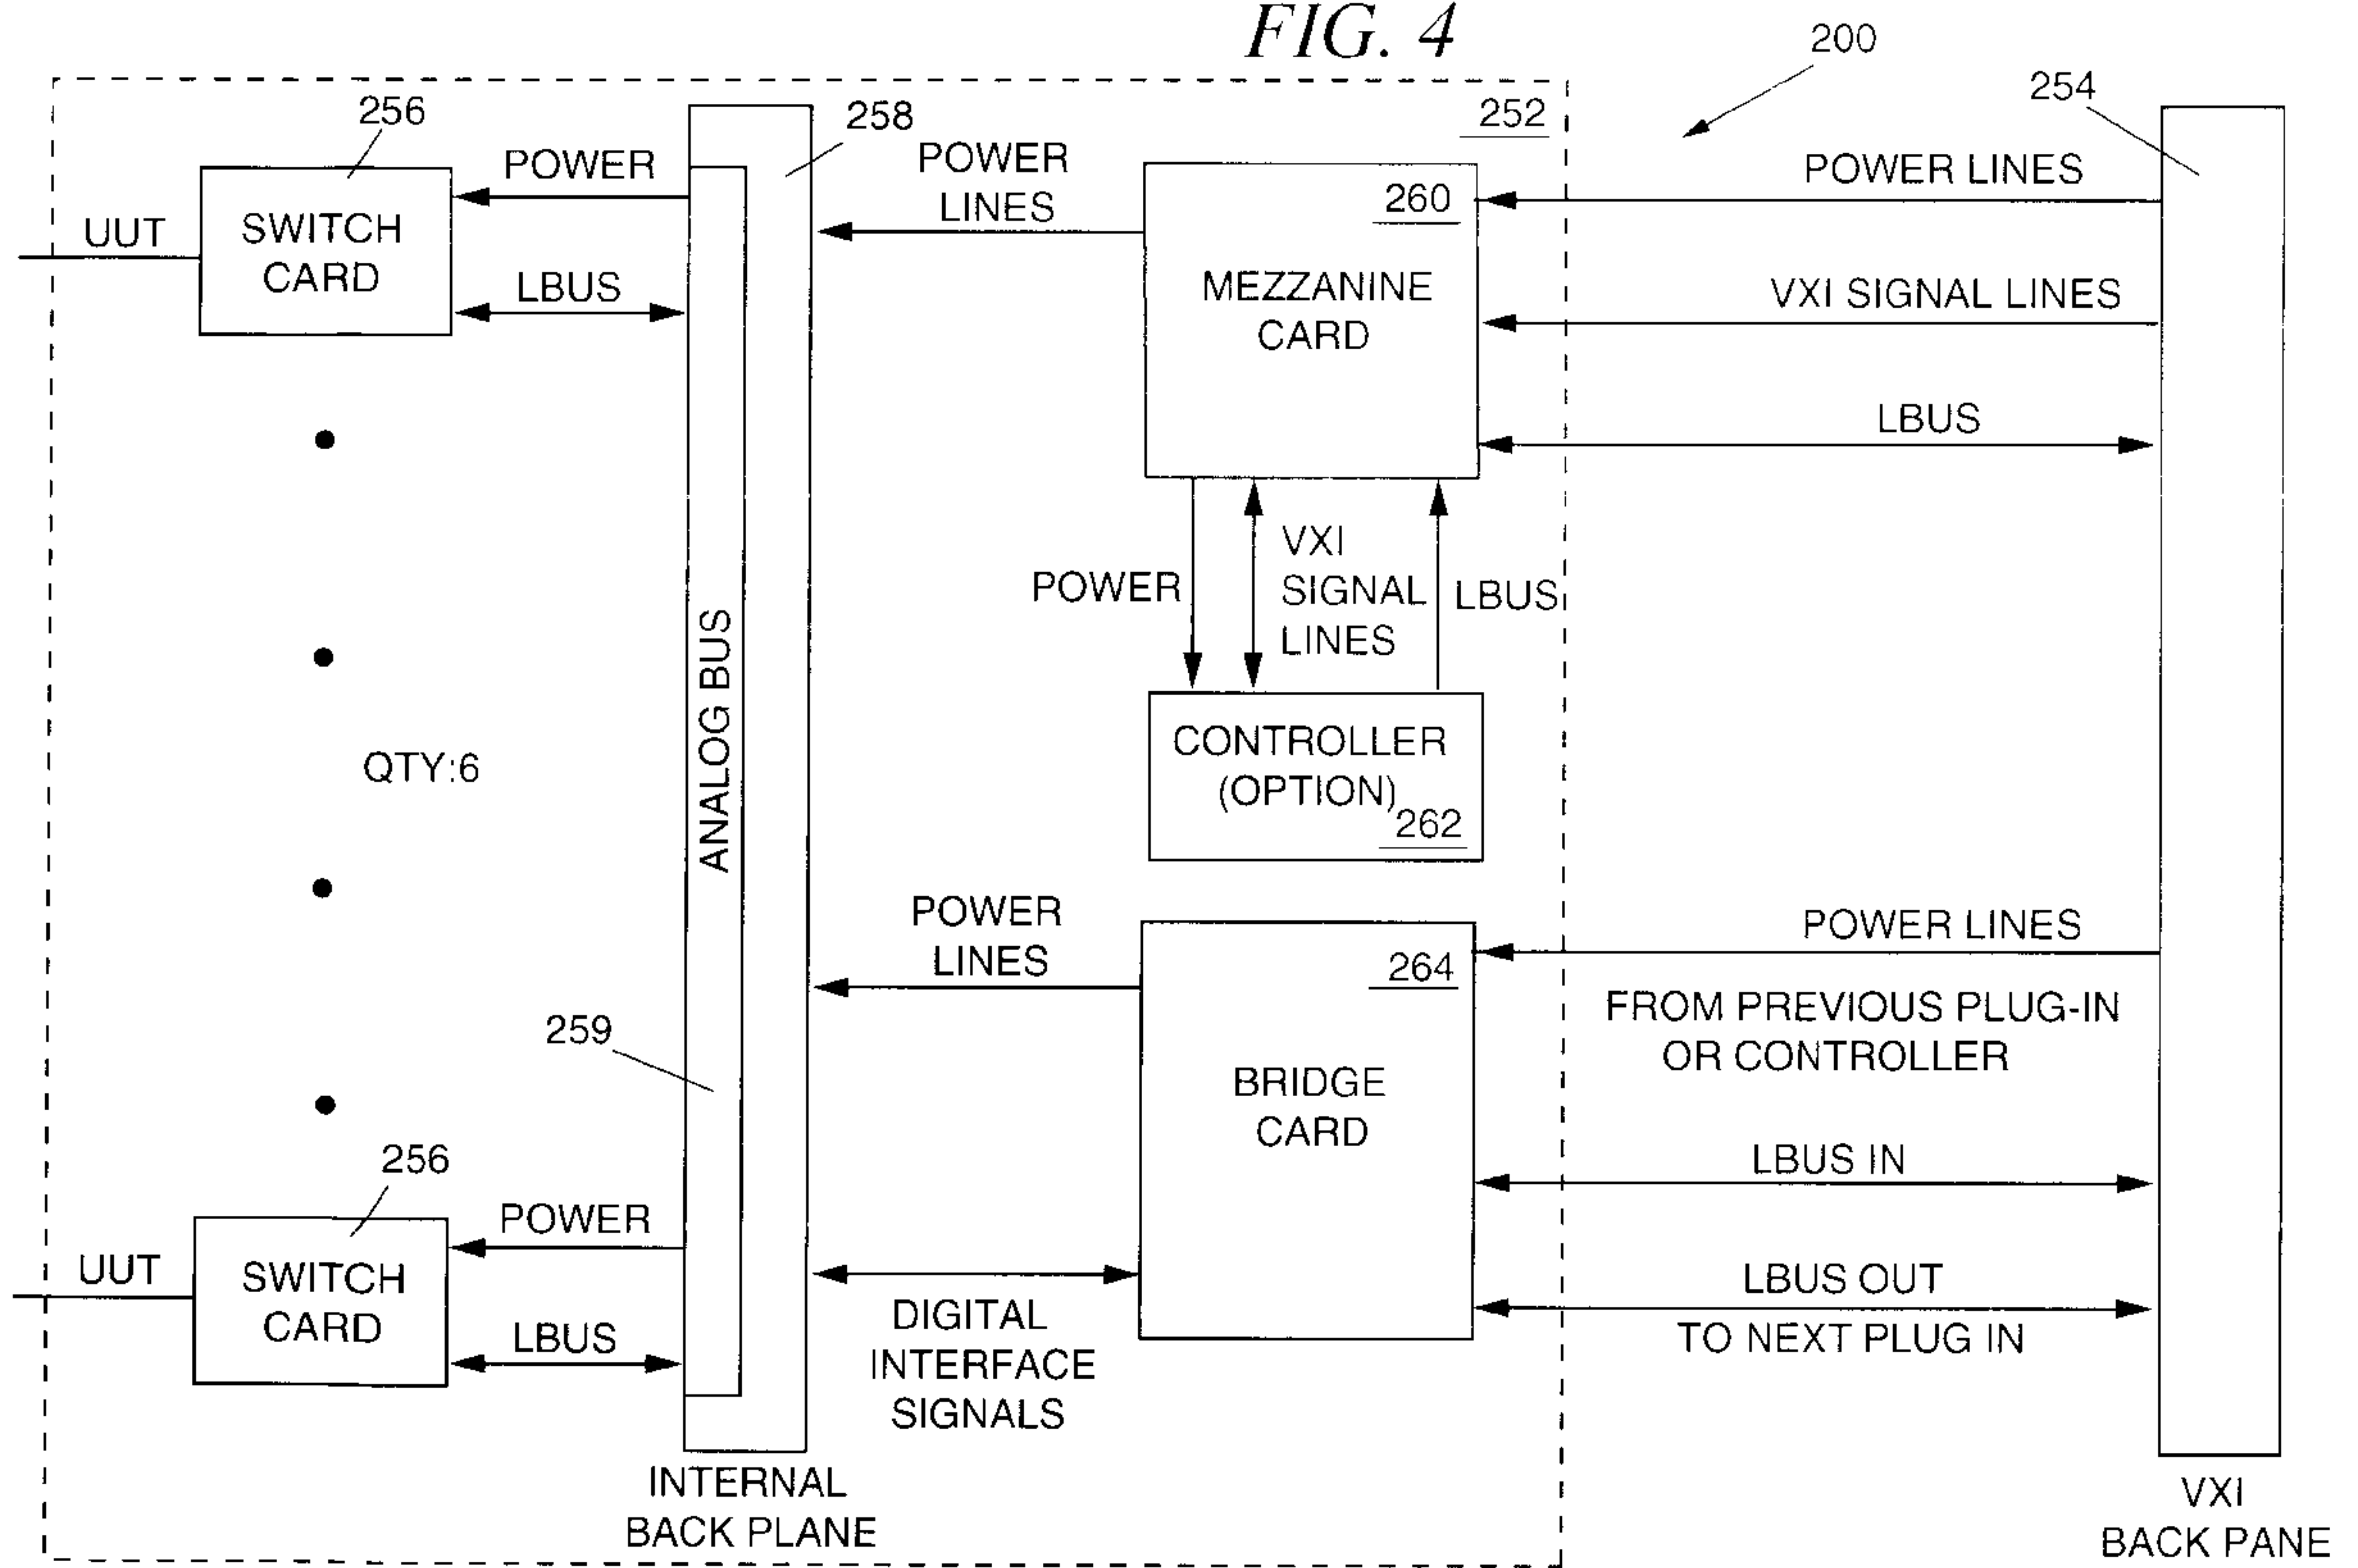 FIG. 4
200
252
254
256
258
POWER
POWER
LINES
260
POWER LINES
UUT
SWITCH
CARD
LBUS
MEZZANINE
CARD
VXI SIGNAL LINES
LBUS
POWER
VXI
SIGNAL
LINES
LBUS
QTY:6
ANALOG BUS
CONTROLLER
(OPTION)
262
POWER
LINES
264
POWER LINES
FROM PREVIOUS PLUG-IN
OR CONTROLLER
259
BRIDGE
CARD
LBUS IN
256
POWER
UUT
SWITCH
CARD
LBUS
DIGITAL
INTERFACE
SIGNALS
LBUS OUT
TO NEXT PLUG IN
INTERNAL
BACK PLANE
VXI
BACK PANE